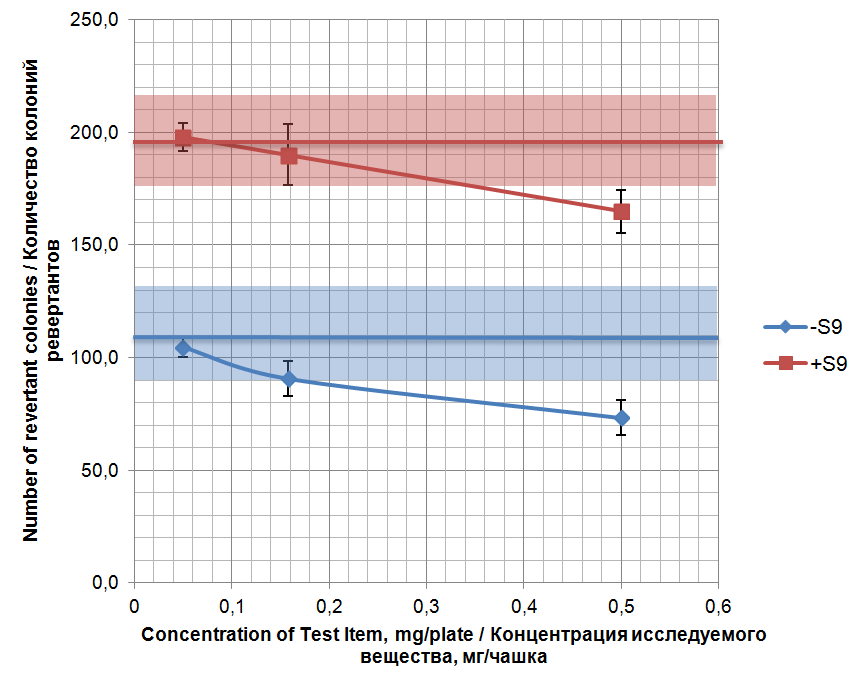 250,0
200,0
150,0
100,0
50,0
0,0
Number of revertant colonies / Количество колоний
ревертантов
0 0,1 0,2 0,3 0,4 0,5 0,6
Concentration of Test Item, mg/plate / Концентрация исследуемого
вещества, мг/чашка
-S9
+S9